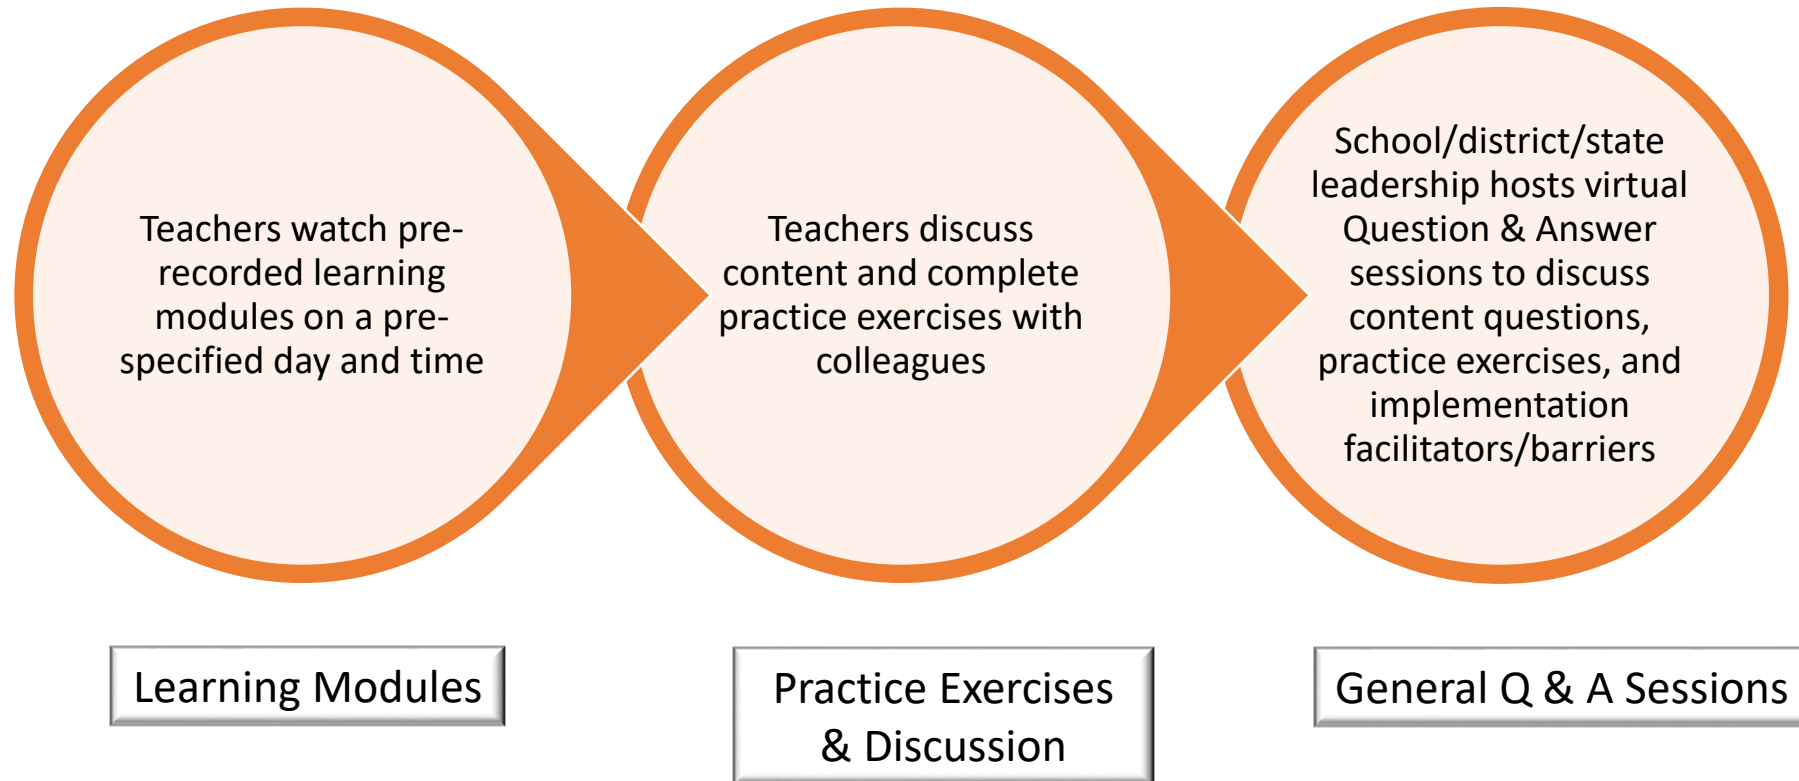 Teachers watch pre-
recorded learning
modules on a pre-
specified day and time
Teachers discuss
content and complete
practice exercises with
colleagues
School/district/state
leadership hosts virtual
Question & Answer
sessions to discuss
content questions,
practice exercises, and
implementation
facilitators/barriers
Learning Modules
Practice Exercises
& Discussion
General Q & A Sessions